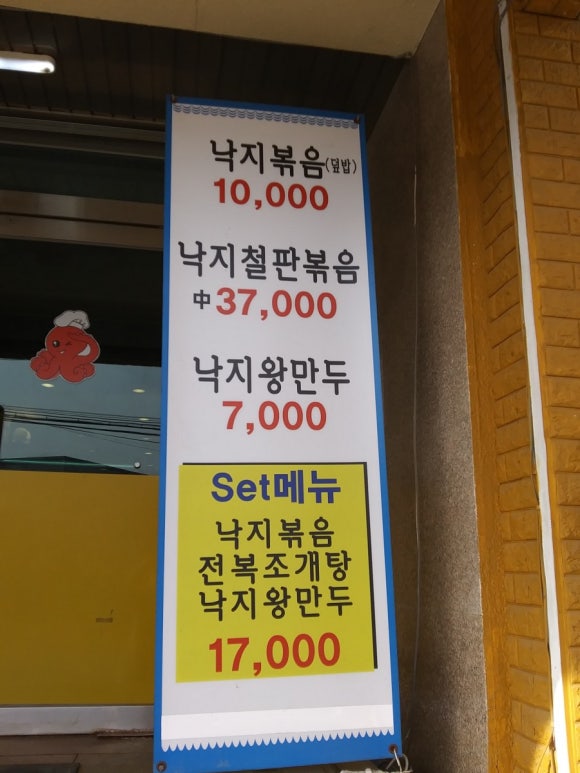 낙지볶음(덮밥)
10,000
낙지철판볶음
中 37,000
낙지왕만두
7,000
Set메뉴
낙지볶음
전복조개탕
낙지왕만두
17,000